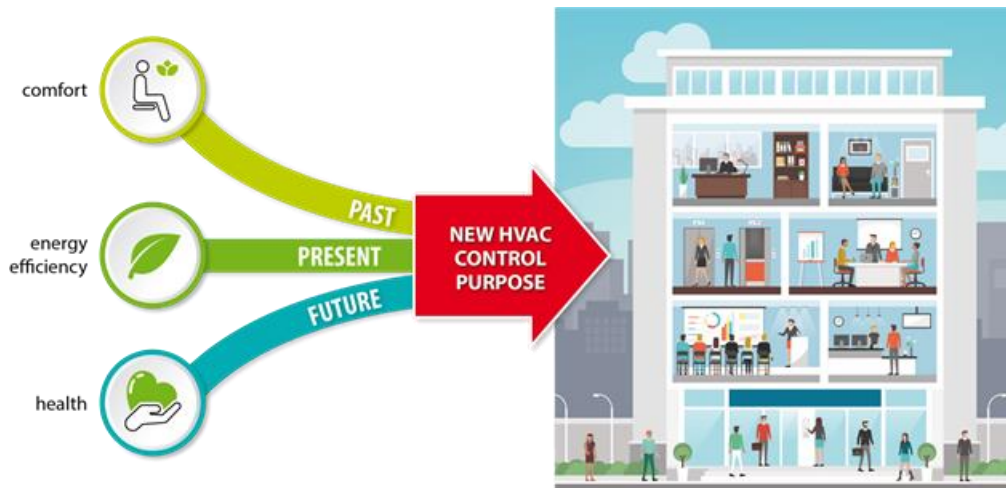 comfort
PAST
energy
efficiency
PRESENT
NEW HVAC
CONTROL
PURPOSE
FUTURE
health